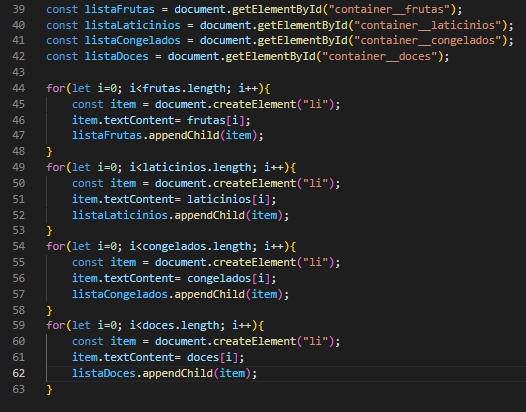 39 const listaFrutas = document.getElementById("container__frutas");
40 const listaLaticinios = document.getElementById("container__laticinios");
41 const listaCongelados = document.getElementById("container__congelados");
42 const listaDoces = document.getElementById("container__doces");
43
44 for(let i=0; i<frutas.length; i++){
45     const item = document.createElement("li");
46     item.textContent= frutas[i];
47     listaFrutas.appendChild(item);
48 }
49 for(let i=0; i<laticinios.length; i++){
50     const item = document.createElement("li");
51     item.textContent= laticinios[i];
52     listaLaticinios.appendChild(item);
53 }
54 for(let i=0; i<congelados.length; i++){
55     const item = document.createElement("li");
56     item.textContent= congelados[i];
57     listaCongelados.appendChild(item);
58 }
59 for(let i=0; i<doces.length; i++){
60     const item = document.createElement("li");
61     item.textContent= doces[i];
62     listaDoces.appendChild(item);
63 }